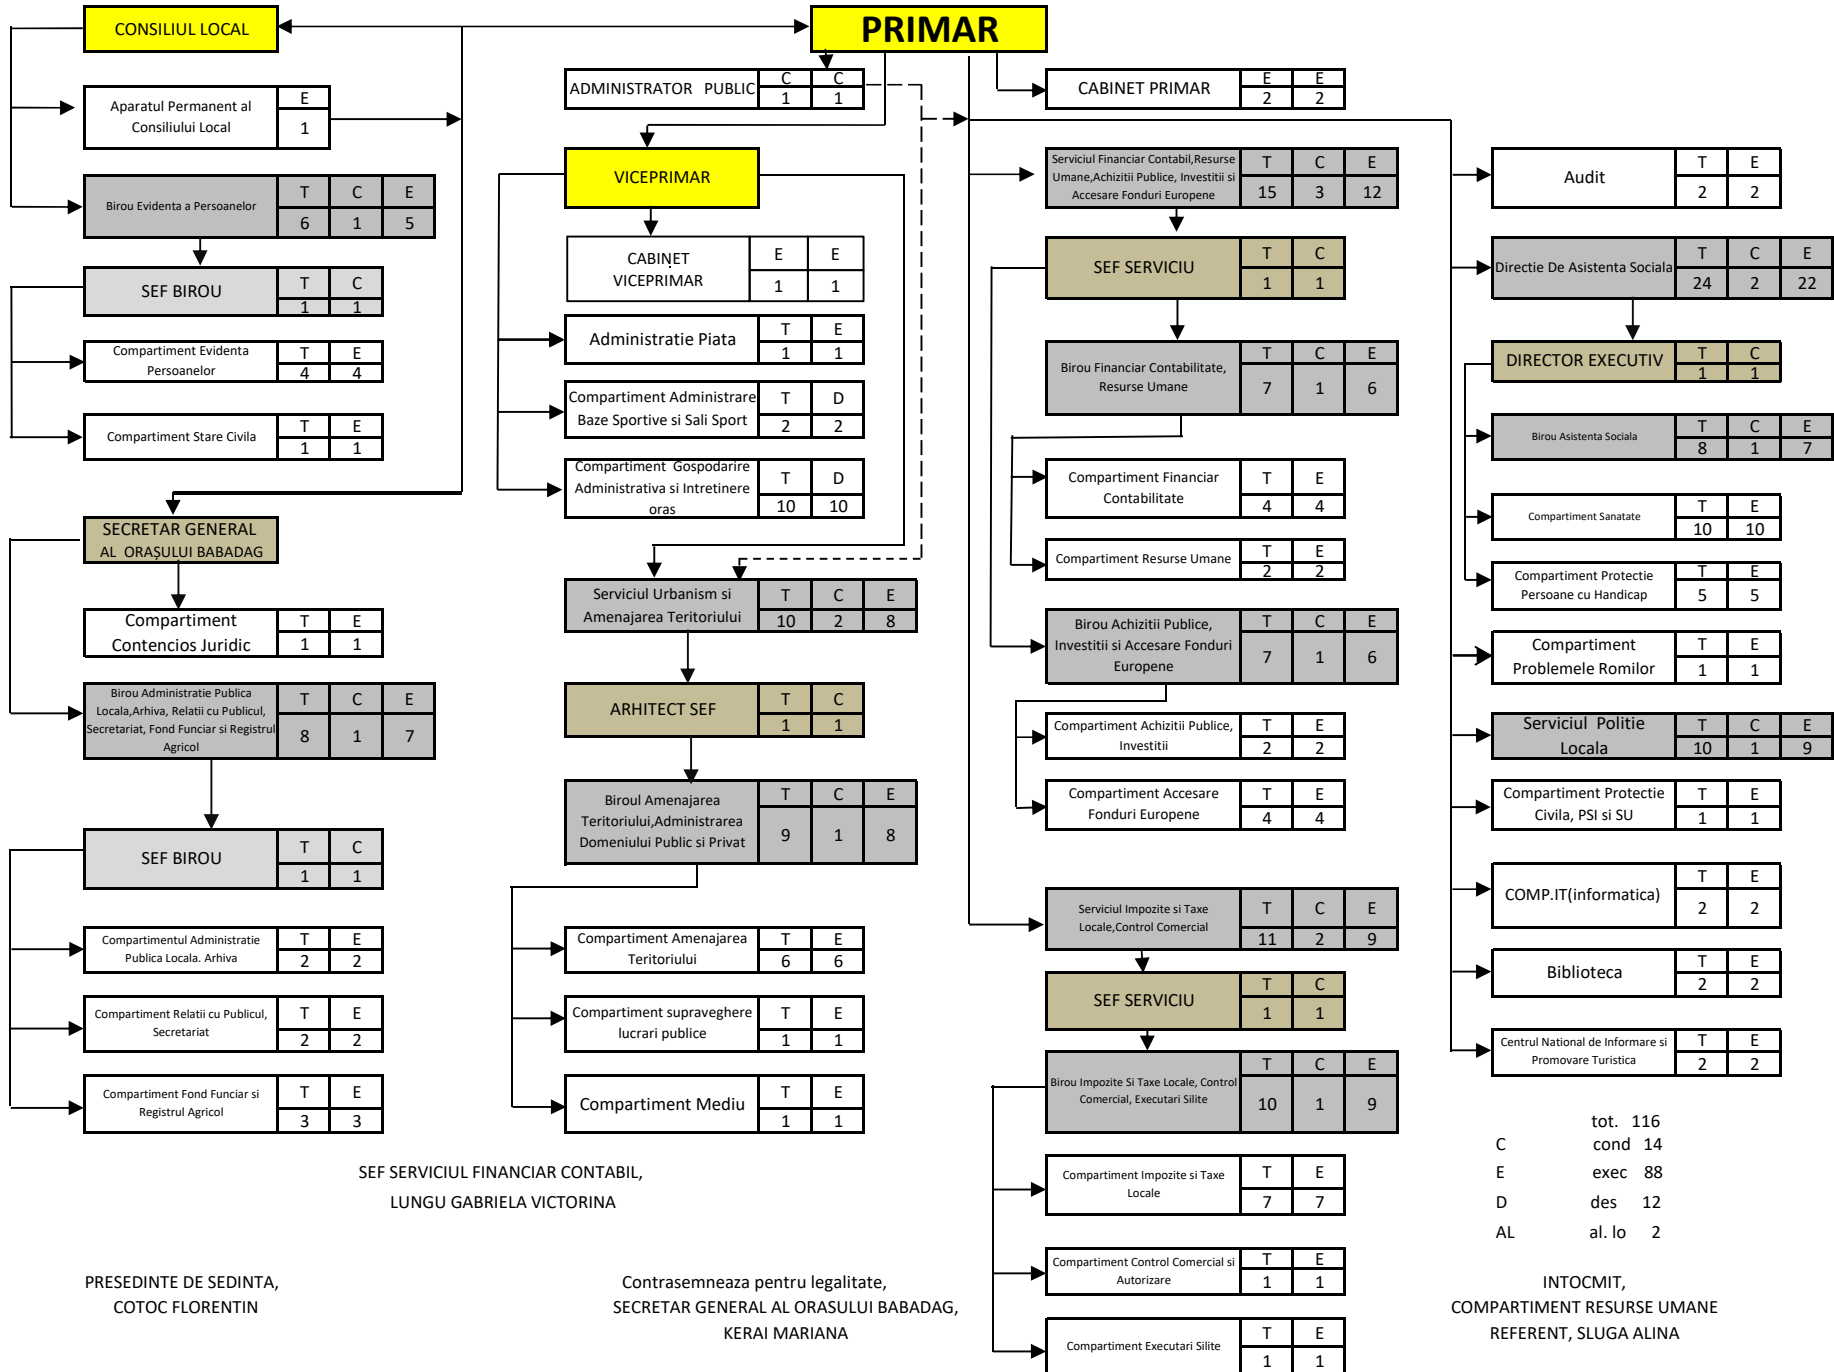 CONSILIUL LOCAL
PRIMAR
ADMINISTRATOR PUBLIC
C C
1 1
CABINET PRIMAR
E E
2 2
Aparatul Permanent al
Consiliului Local
E
1
Birou Evidenta a Persoanelor
T C E
6 1 5
SEF BIROU
T C
1 1
Compartiment Evidenta
Persoanelor
T E
4 4
Compartiment Stare Civila
T E
1 1
SECRETAR GENERAL
AL ORAȘULUI BABADAG
Compartiment
Contencios Juridic
T E
1 1
Birou Administratie Publica
Locala,Arhiva, Relatii cu Publicul,
Secretariat, Fond Funciar si Registrul
Agricol
T C E
8 1 7
SEF BIROU
T C
1 1
Compartimentul Administratie
Publica Locala. Arhiva
T E
2 2
Compartiment Relatii cu Publicul,
Secretariat
T E
2 2
Compartiment Fond Funciar si
Registrul Agricol
T E
3 3
VICEPRIMAR
CABINET
VICEPRIMAR
E E
1 1
Administratie Piata
T E
1 1
Compartiment Administrare
Baze Sportive si Sali Sport
T D
2 2
Compartiment Gospodarire
Administrativa si Intretinere
oras
T D
10 10
Serviciul Urbanism si
Amenajarea Teritoriului
T C E
10 2 8
ARHITECT SEF
T C
1 1
Biroul Amenajarea
Teritoriului,Administrarea
Domeniului Public si Privat
T C E
9 1 8
Compartiment Amenajarea
Teritoriului
T E
6 6
Compartiment supraveghere
lucrari publice
T E
1 1
Compartiment Mediu
T E
1 1
Serviciul Financiar Contabil,Resurse
Umane,Achizitii Publice, Investitii si
Accesare Fonduri Europene
T C E
15 3 12
SEF SERVICIU
T C
1 1
Birou Financiar Contabilitate,
Resurse Umane
T C E
7 1 6
Compartiment Financiar
Contabilitate
T E
4 4
Compartiment Resurse Umane
T E
2 2
Birou Achizitii Publice,
Investitii si Accesare Fonduri
Europene
T C E
7 1 6
Compartiment Achizitii Publice,
Investitii
T E
2 2
Compartiment Accesare
Fonduri Europene
T E
4 4
Serviciul Impozite si Taxe
Locale,Control Comercial
T C E
11 2 9
SEF SERVICIU
T C
1 1
Birou Impozite Si Taxe Locale, Control
Comercial, Executari Silite
T C E
10 1 9
Compartiment Impozite si Taxe
Locale
T E
7 7
Compartiment Control Comercial si
Autorizare
T E
1 1
Compartiment Executari Silite
T E
1 1
Audit
T E
2 2
Directie De Asistenta Sociala
T C E
24 2 22
DIRECTOR EXECUTIV
T C
1 1
Birou Asistenta Sociala
T C E
8 1 7
Compartiment Sanatate
T E
10 10
Compartiment Protectie
Persoane cu Handicap
T E
5 5
Compartiment
Problemele Romilor
T E
1 1
Serviciul Politie
Locala
T C E
10 1 9
Compartiment Protectie
Civila, PSI si SU
T E
1 1
COMP.IT(informatica)
T E
2 2
Biblioteca
T E
2 2
Centrul National de Informare si
Promovare Turistica
T E
2 2
tot. 116
C cond 14
E exec 88
D des 12
AL al. lo 2
SEF SERVICIUL FINANCIAR CONTABIL,
LUNGU GABRIELA VICTORINA
PRESEDINTE DE SEDINTA,
COTOC FLORENTIN
Contrasemneaza pentru legalitate,
SECRETAR GENERAL AL ORASULUI BABADAG,
KERAI MARIANA
INTOCMIT,
COMPARTIMENT RESURSE UMANE
REFERENT, SLUGA ALINA